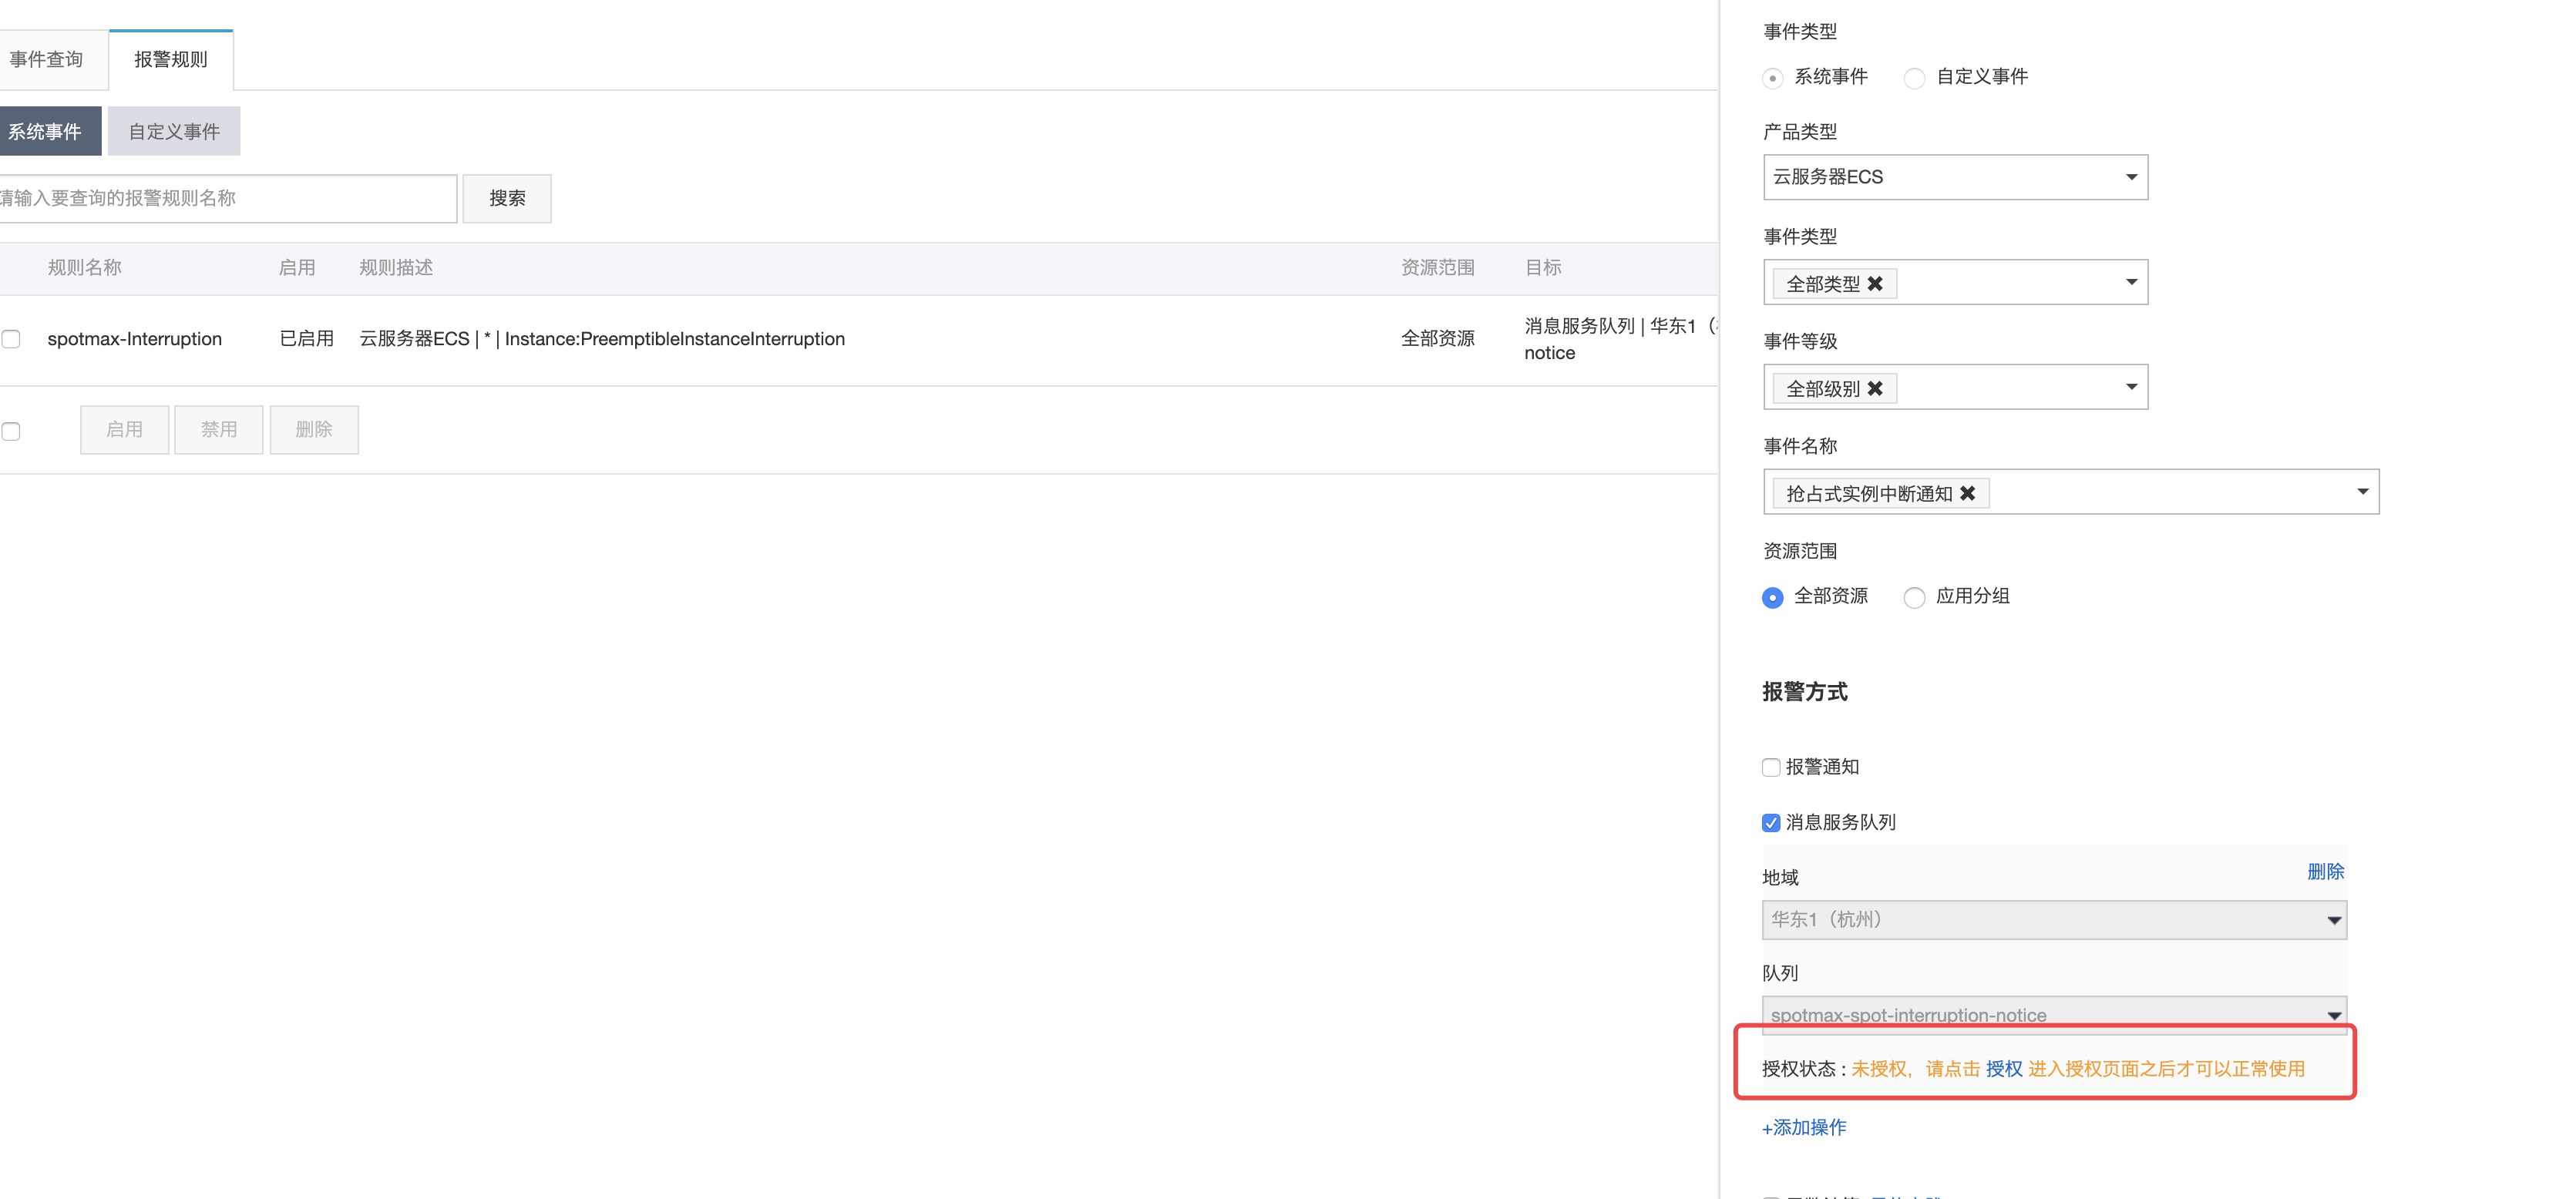 事件查询
报警规则
系统事件
自定义事件
请输入要查询的报警规则名称
搜索
规则名称
启用
规则描述
资源范围
目标
spotmax-Interruption
已启用
云服务器ECS | * | Instance:PreemptibleInstanceInterruption
全部资源
消息服务队列 | 华东1（
notice
启用
禁用
删除
事件类型
系统事件
自定义事件
产品类型
云服务器ECS
事件类型
全部类型
事件等级
全部级别
事件名称
抢占式实例中断通知
资源范围
全部资源
应用分组
报警方式
报警通知
消息服务队列
删除
地域
华东1（杭州）
队列
spotmax-spot-interruption-notice
授权状态 : 未授权，请点击 授权 进入授权页面之后才可以正常使用
+添加操作